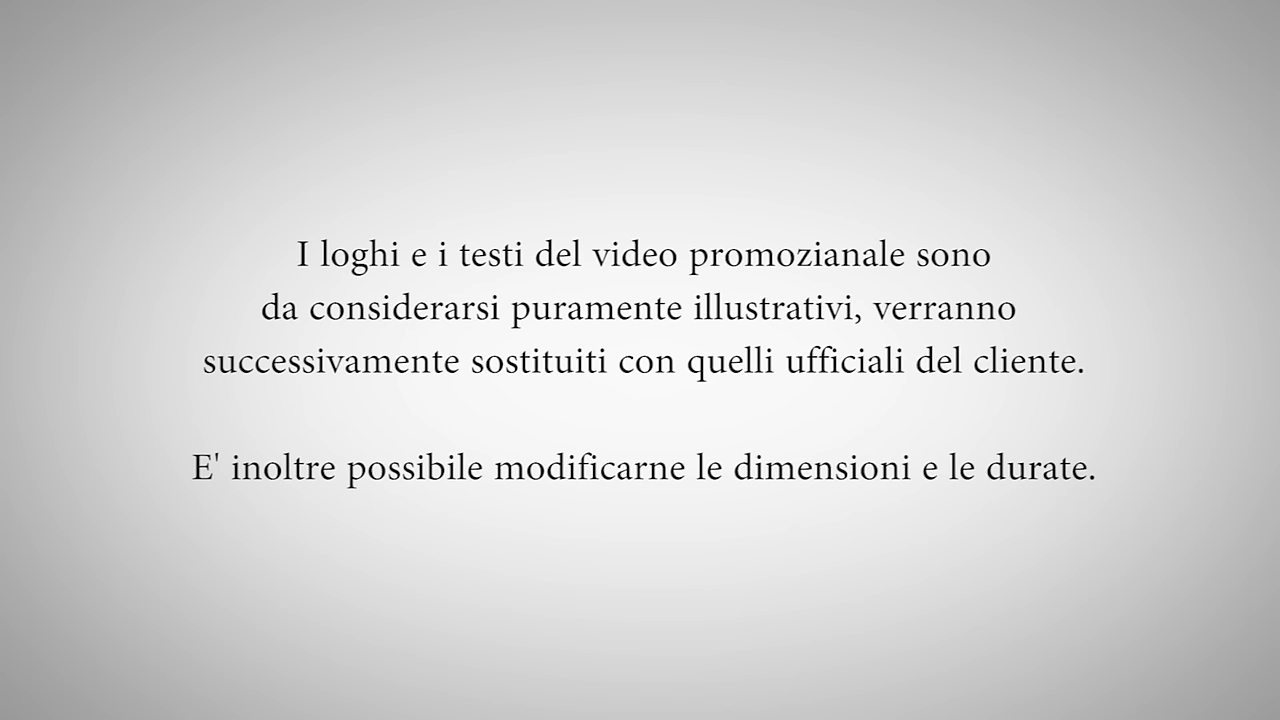 I loghi e i testi del video promozianale sono
da considerarsi puramente illustrativi, verranno
successivamente sostituiti con quelli ufficiali del cliente.
E' inoltre possibile modificarne le dimensioni e le durate.